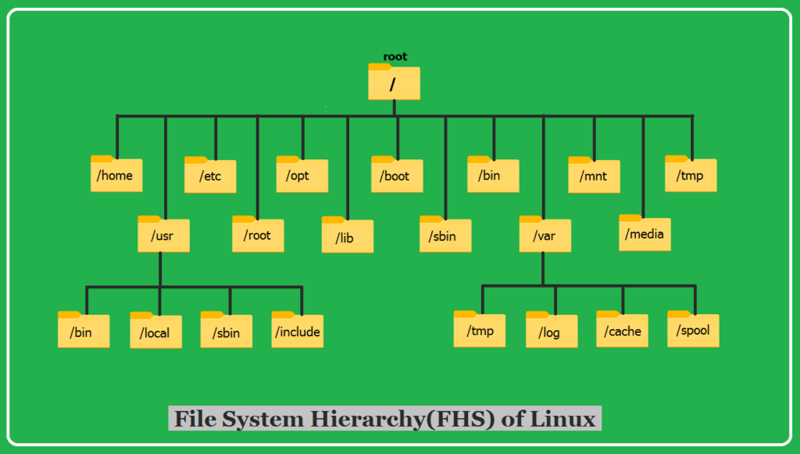 root
/
/home
/etc
/opt
/boot
/bin
/mnt
/tmp
/usr
/root
/lib
/sbin
/var
/media
/bin
/local
/sbin
/include
/tmp
/log
/cache
/spool
File System Hierarchy(FHS) of Linux